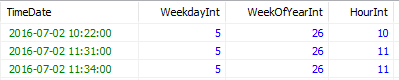 TimeDate WeekdayInt WeekOfYearInt HourInt
2016-07-02 10:22:00 5 26 10
2016-07-02 11:31:00 5 26 11
2016-07-02 11:34:00 5 26 11